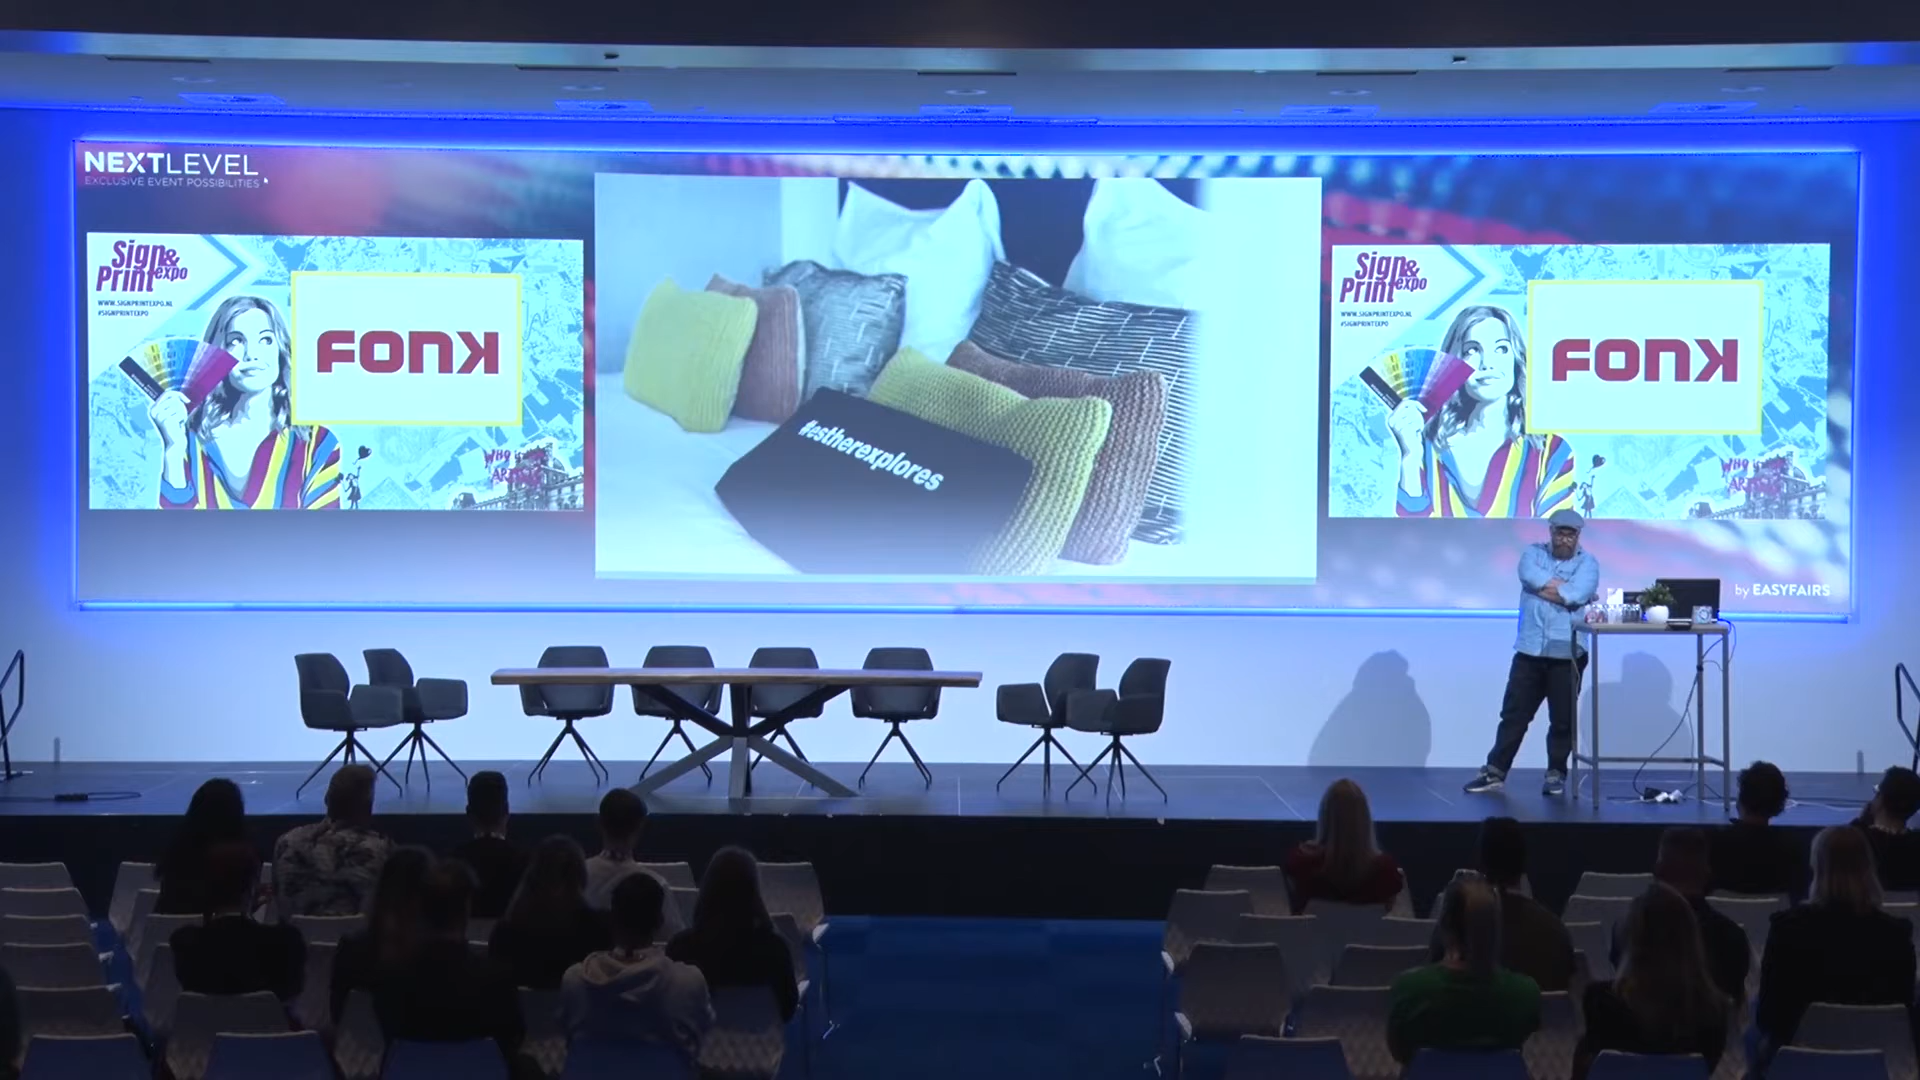 NEXTLEVEL
EXCLUSIVE EVENT POSSIBILITIES
Sign&
Print expo
WWW.SIGNPRINTEXPO.NL
#SIGNPRINTEXPO
FONK
#estherexplores
Sign&
Print expo
WWW.SIGNPRINTEXPO.NL
#SIGNPRINTEXPO
FONK
by EASYFAIRS